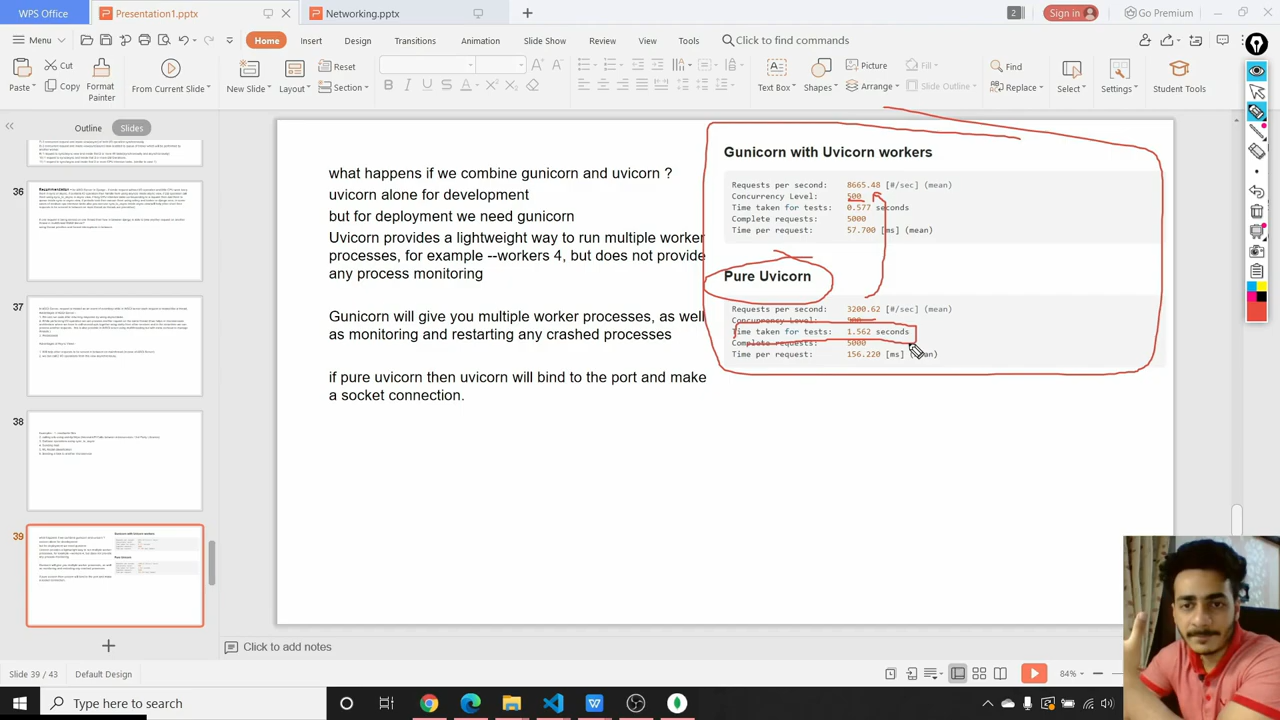 WPS Office
Presentation1.pptx
Networking.pptx
2
Sign in
Go Premium
Menu
Home
Insert
Design
Transitions
Animation
Slide Show
Review
View
Tools
Click to find commands
Paste
Cut
Copy
Format
Painter
From Current Slide
New Slide
Layout
Reset
Section
Text Box
Shapes
Picture
Fill
Arrange
Slide Outline
Find
Replace
Select
Settings
Student Tools
Outline
Slides
36
37
38
39
what happens if we combine gunicorn and uvicorn ?
uvicorn alone for development
but for deployment we use gunicorn
Uvicorn provides a lightweight way to run multiple worker
processes, for example --workers 4, but does not provide
any process monitoring
Gunicorn will give you multiple worker processes, as well
as monitoring and restarting any crashed processes
if pure uvicorn then uvicorn will bind to the port and make
a socket connection.
Gunicorn with Uvicorn workers
Requests per second: 8665.48 [#/sec] (mean)
Concurrency Level: 500
Time taken for tests: 0.577 seconds
Complete requests: 5000
Time per request: 57.700 [ms] (mean)
Pure Uvicorn
Requests per second: 3200.62 [#/sec] (mean)
Concurrency Level: 500
Time taken for tests: 1.562 seconds
Complete requests: 5000
Time per request: 156.220 [ms] (mean)
Click to add notes
Slide 39 / 43
Default Design
84%
Type here to search